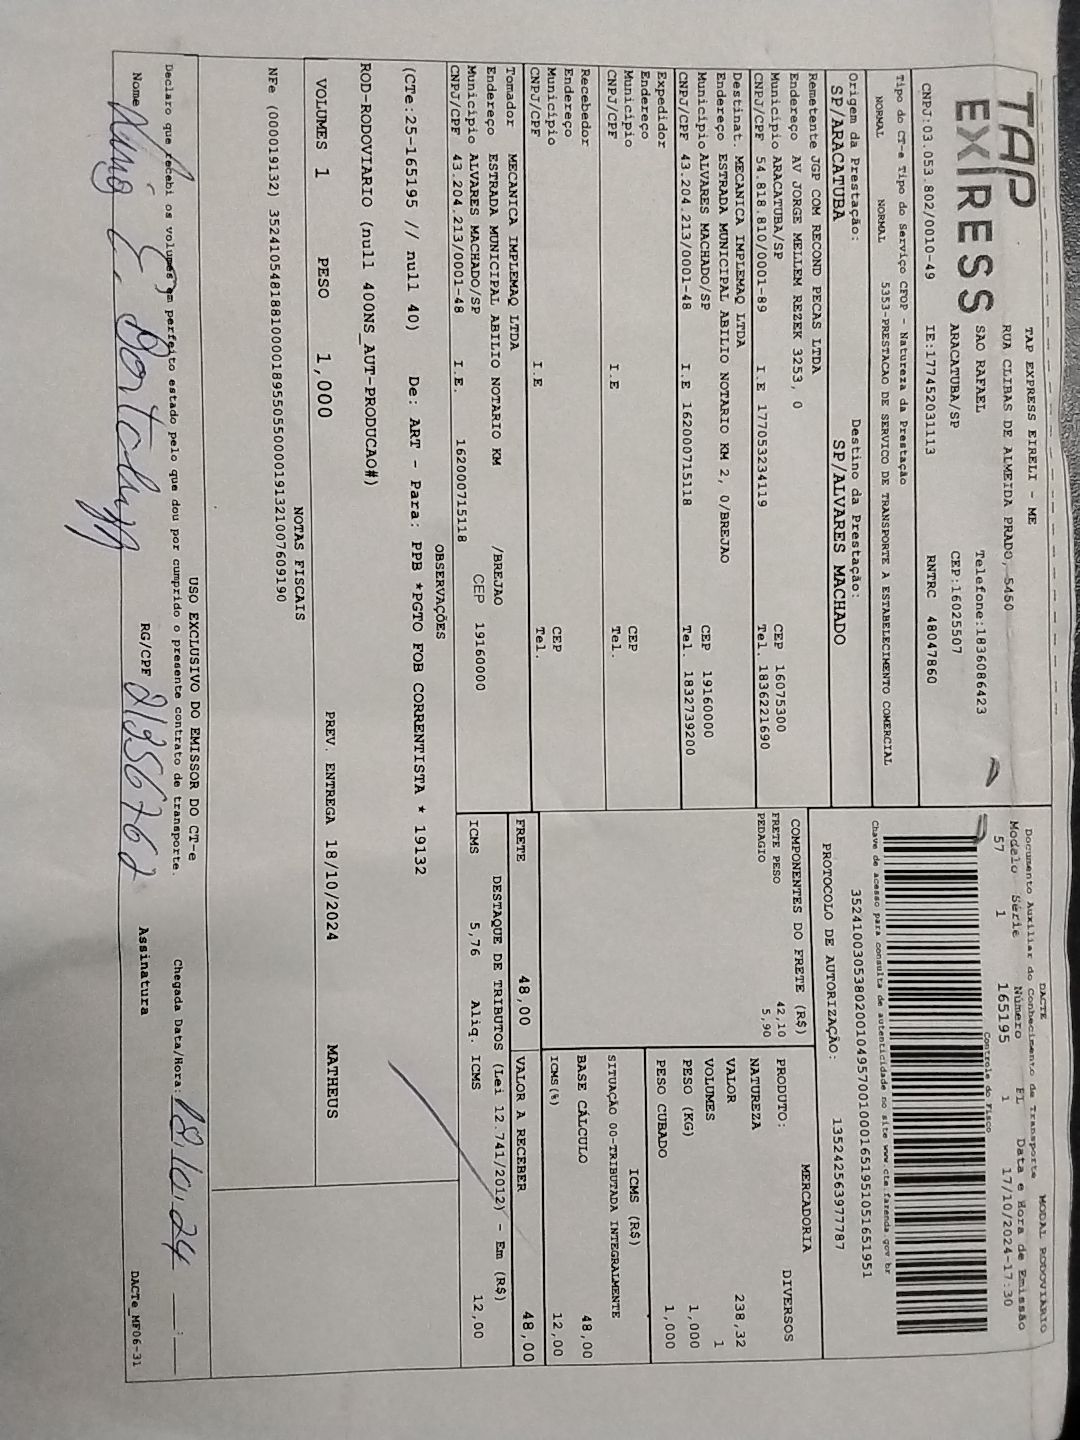 TAP
EXPRESS
TAP EXPRESS EIRELI - ME
RUA CLIBAS DE ALMEIDA PRADO, 5450
SAO RAFAEL Telefone:1836086423
ARACATUBA/SP CEP:16025507
CNPJ:03.053.802/0010-49 IE:177452031113 RNTRC 48047860
DACTE MODAL RODOVIÁRIO
Documento Auxiliar do Conhecimento de Transporte
Modelo Série Número FL Data e Hora de Emissão
57 1 165195 1 17/10/2024-17:30
Controle do Fisco
Chave de acesso para consulta de autenticidade no site www.cte.fazenda.gov.br
PROTOCOLO DE AUTORIZAÇÃO: 135242563977787
Tipo do CT-e Tipo do Serviço CFOP - Natureza da Prestação
NORMAL NORMAL 5353-PRESTACAO DE SERVICO DE TRANSPORTE A ESTABELECIMENTO COMERCIAL
Origem da Prestação: Destino da Prestação:
SP/ARACATUBA SP/ALVARES MACHADO
Remetente JGP COM RECOND PECAS LTDA
Endereço AV JORGE MELLEM REZEK 3253, 0
Município ARACATUBA/SP CEP 16075300
CNPJ/CPF 54.818.810/0001-89 I.E 177053234119 Tel. 1836221690
Destinat. MECANICA IMPLEMAQ LTDA
Endereço ESTRADA MUNICIPAL ABILIO NOTARIO KM 2, 0/BREJAO
Município ALVARES MACHADO/SP CEP 19160000
CNPJ/CPF 43.204.213/0001-48 I.E 162000715118 Tel. 1832739200
Expedidor
Endereço
Município CEP
CNPJ/CPF I.E Tel.
Recebedor
Endereço
Município CEP
CNPJ/CPF I.E Tel.
Tomador MECANICA IMPLEMAQ LTDA
Endereço ESTRADA MUNICIPAL ABILIO NOTARIO KM /BREJAO
Município ALVARES MACHADO/SP CEP 19160000
CNPJ/CPF 43.204.213/0001-48 I.E. 162000715118
COMPONENTES DO FRETE (R$)
FRETE PESO 42,10
PEDAGIO 5,90
MERCADORIA
PRODUTO: DIVERSOS
NATUREZA
VALOR 238,32
VOLUMES 1
PESO (KG) 1,000
PESO CUBADO 1,000
ICMS (R$)
SITUAÇÃO 00-TRIBUTADA INTEGRALMENTE
BASE CÁLCULO 48,00
ICMS(%) 12,00
FRETE 48,00 VALOR A RECEBER 48,00
DESTAQUE DE TRIBUTOS (Lei 12.741/2012) - Em (R$)
ICMS 5,76 Aliq. ICMS 12,00
OBSERVAÇÕES
(CTe:25-165195 // null 40) De: ART - Para: PPB *PGTO FOB CORRENTISTA * 19132
ROD-RODOVIARIO (null 400NS_AUT-PRODUCAO#)
VOLUMES 1 PESO 1,000 PREV. ENTREGA 18/10/2024 MATHEUS
NOTAS FISCAIS
USO EXCLUSIVO DO EMISSOR DO CT-e
Declaro que recebi os volumes em perfeito estado pelo que dou por cumprido o presente contrato de transporte.
Chegada Data/Hora: 18.10.24 ___:___
Nome RG/CPF Assinatura DACTe_MF06-31